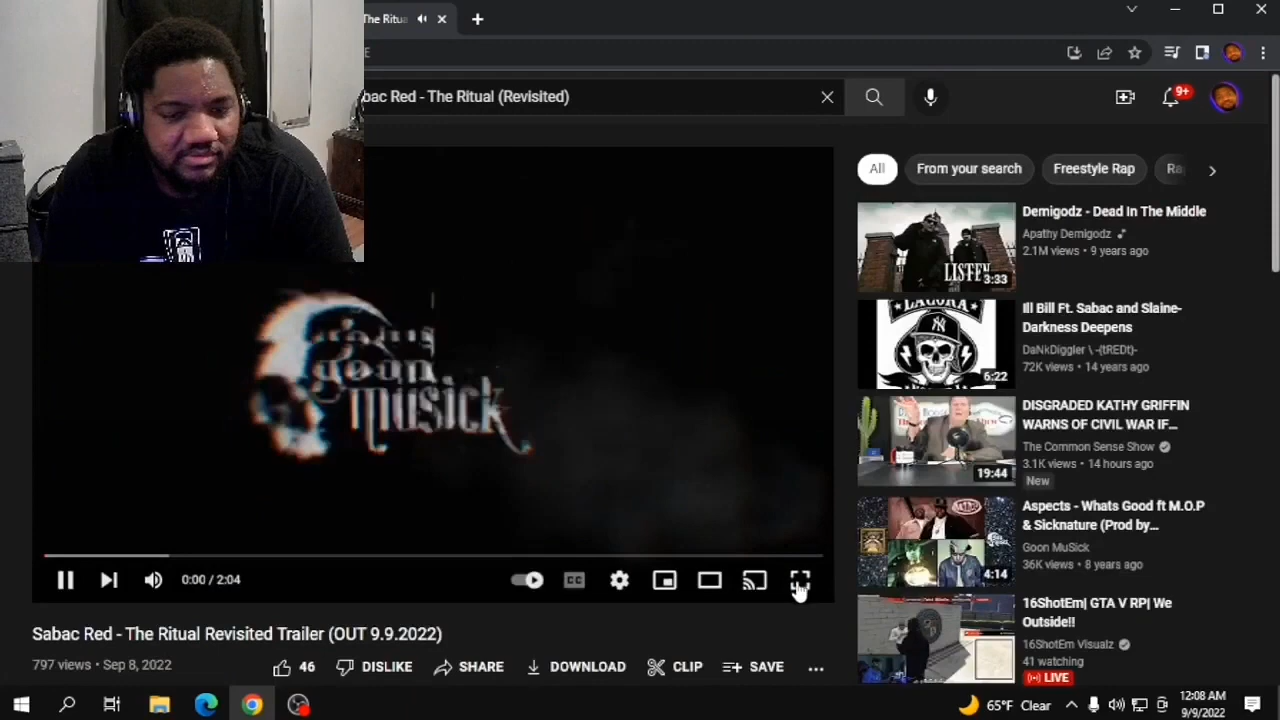 The Ritua
E
bac Red - The Ritual (Revisited)
9+
All
From your search
Freestyle Rap
Ra
goon
musick
LISTEN
3:33
Demigodz - Dead In The Middle
Apathy Demigodz
2.1M views • 9 years ago
6:22
Ill Bill Ft. Sabac and Slaine-
Darkness Deepens
DaNkDiggler \ -{tREDt)-
72K views • 14 years ago
19:44
DISGRADED KATHY GRIFFIN
WARNS OF CIVIL WAR IF...
The Common Sense Show
3.1K views • 14 hours ago
New
4:14
Aspects - Whats Good ft M.O.P
& Sicknature (Prod by...
Goon MuSick
36K views • 8 years ago
16ShotEm| GTA V RP| We
Outside!!
16ShotEm Visualz
41 watching
LIVE
0:00 / 2:04
CC
Sabac Red - The Ritual Revisited Trailer (OUT 9.9.2022)
797 views • Sep 8, 2022
46
DISLIKE
SHARE
DOWNLOAD
CLIP
SAVE
...
65°F Clear
12:08 AM
9/9/2022